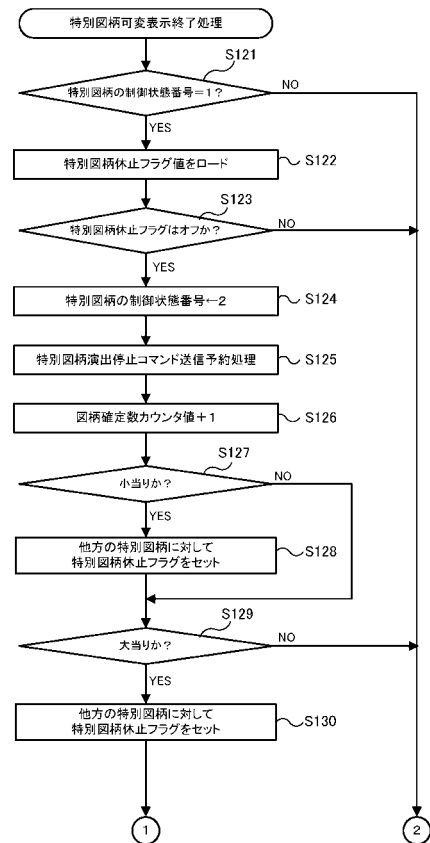 特別図柄可変表示終了処理
S121
特別図柄の制御状態番号=1?
NO
YES
特別図柄休止フラグ値をロード
S122
S123
特別図柄休止フラグはオフか?
NO
YES
特別図柄の制御状態番号←2
S124
特別図柄演出停止コマンド送信予約処理
S125
図柄確定数カウンタ値+1
S126
S127
小当りか?
NO
YES
他方の特別図柄に対して
特別図柄休止フラグをセット
S128
S129
大当りか?
NO
YES
他方の特別図柄に対して
特別図柄休止フラグをセット
S130
1
2